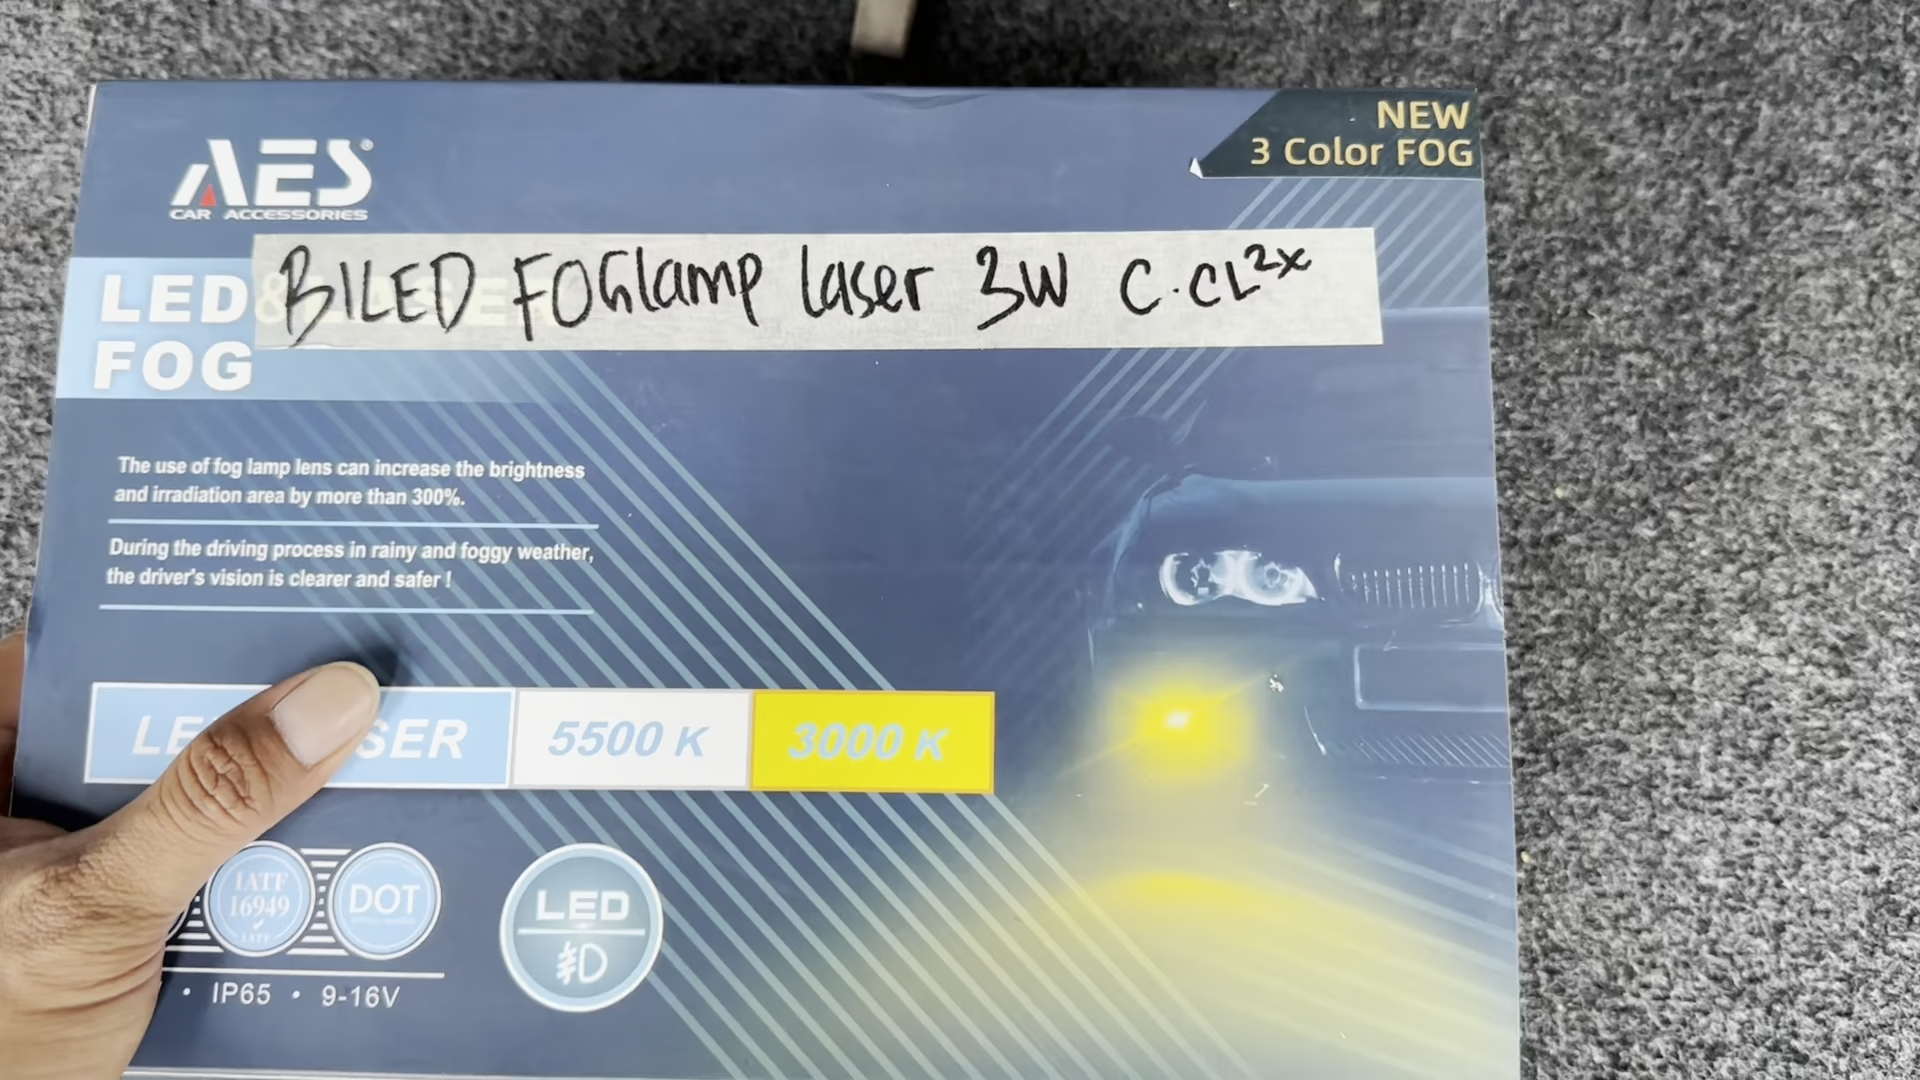 NEW
3 Color FOG
AES®
CAR ACCESSORIES
BILED FOGlamp laser 3W C.CL2x
LED
FOG
The use of fog lamp lens can increase the brightness
and irradiation area by more than 300%.
During the driving process in rainy and foggy weather,
the driver's vision is clearer and safer !
5500 K 3000 K
IATF
16949
IATF
DOT
LED
• IP65 • 9-16V